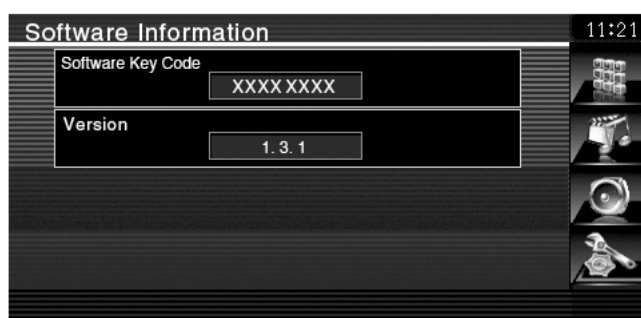 Software Information
11:21
Software Key Code
XXXX XXXX
Version
1. 3. 1